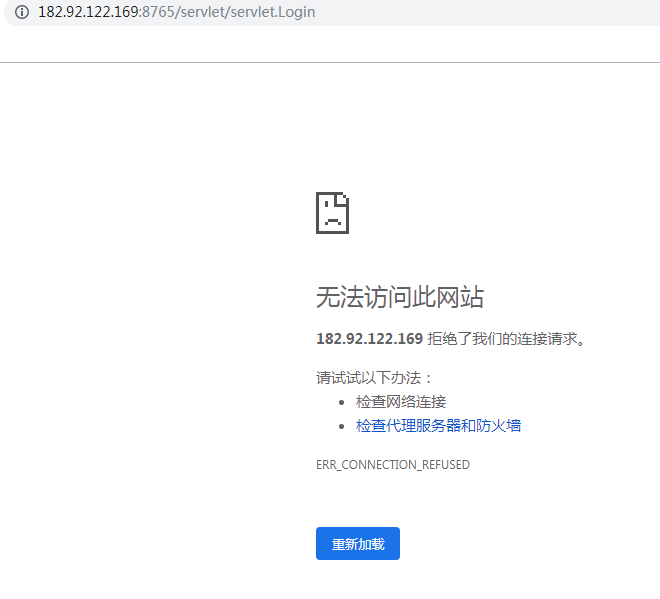 182.92.122.169:8765/servlet/servlet.Login
无法访问此网站
182.92.122.169 拒绝了我们的连接请求。
请试试以下办法：
• 检查网络连接
• 检查代理服务器和防火墙
ERR_CONNECTION_REFUSED
重新加载